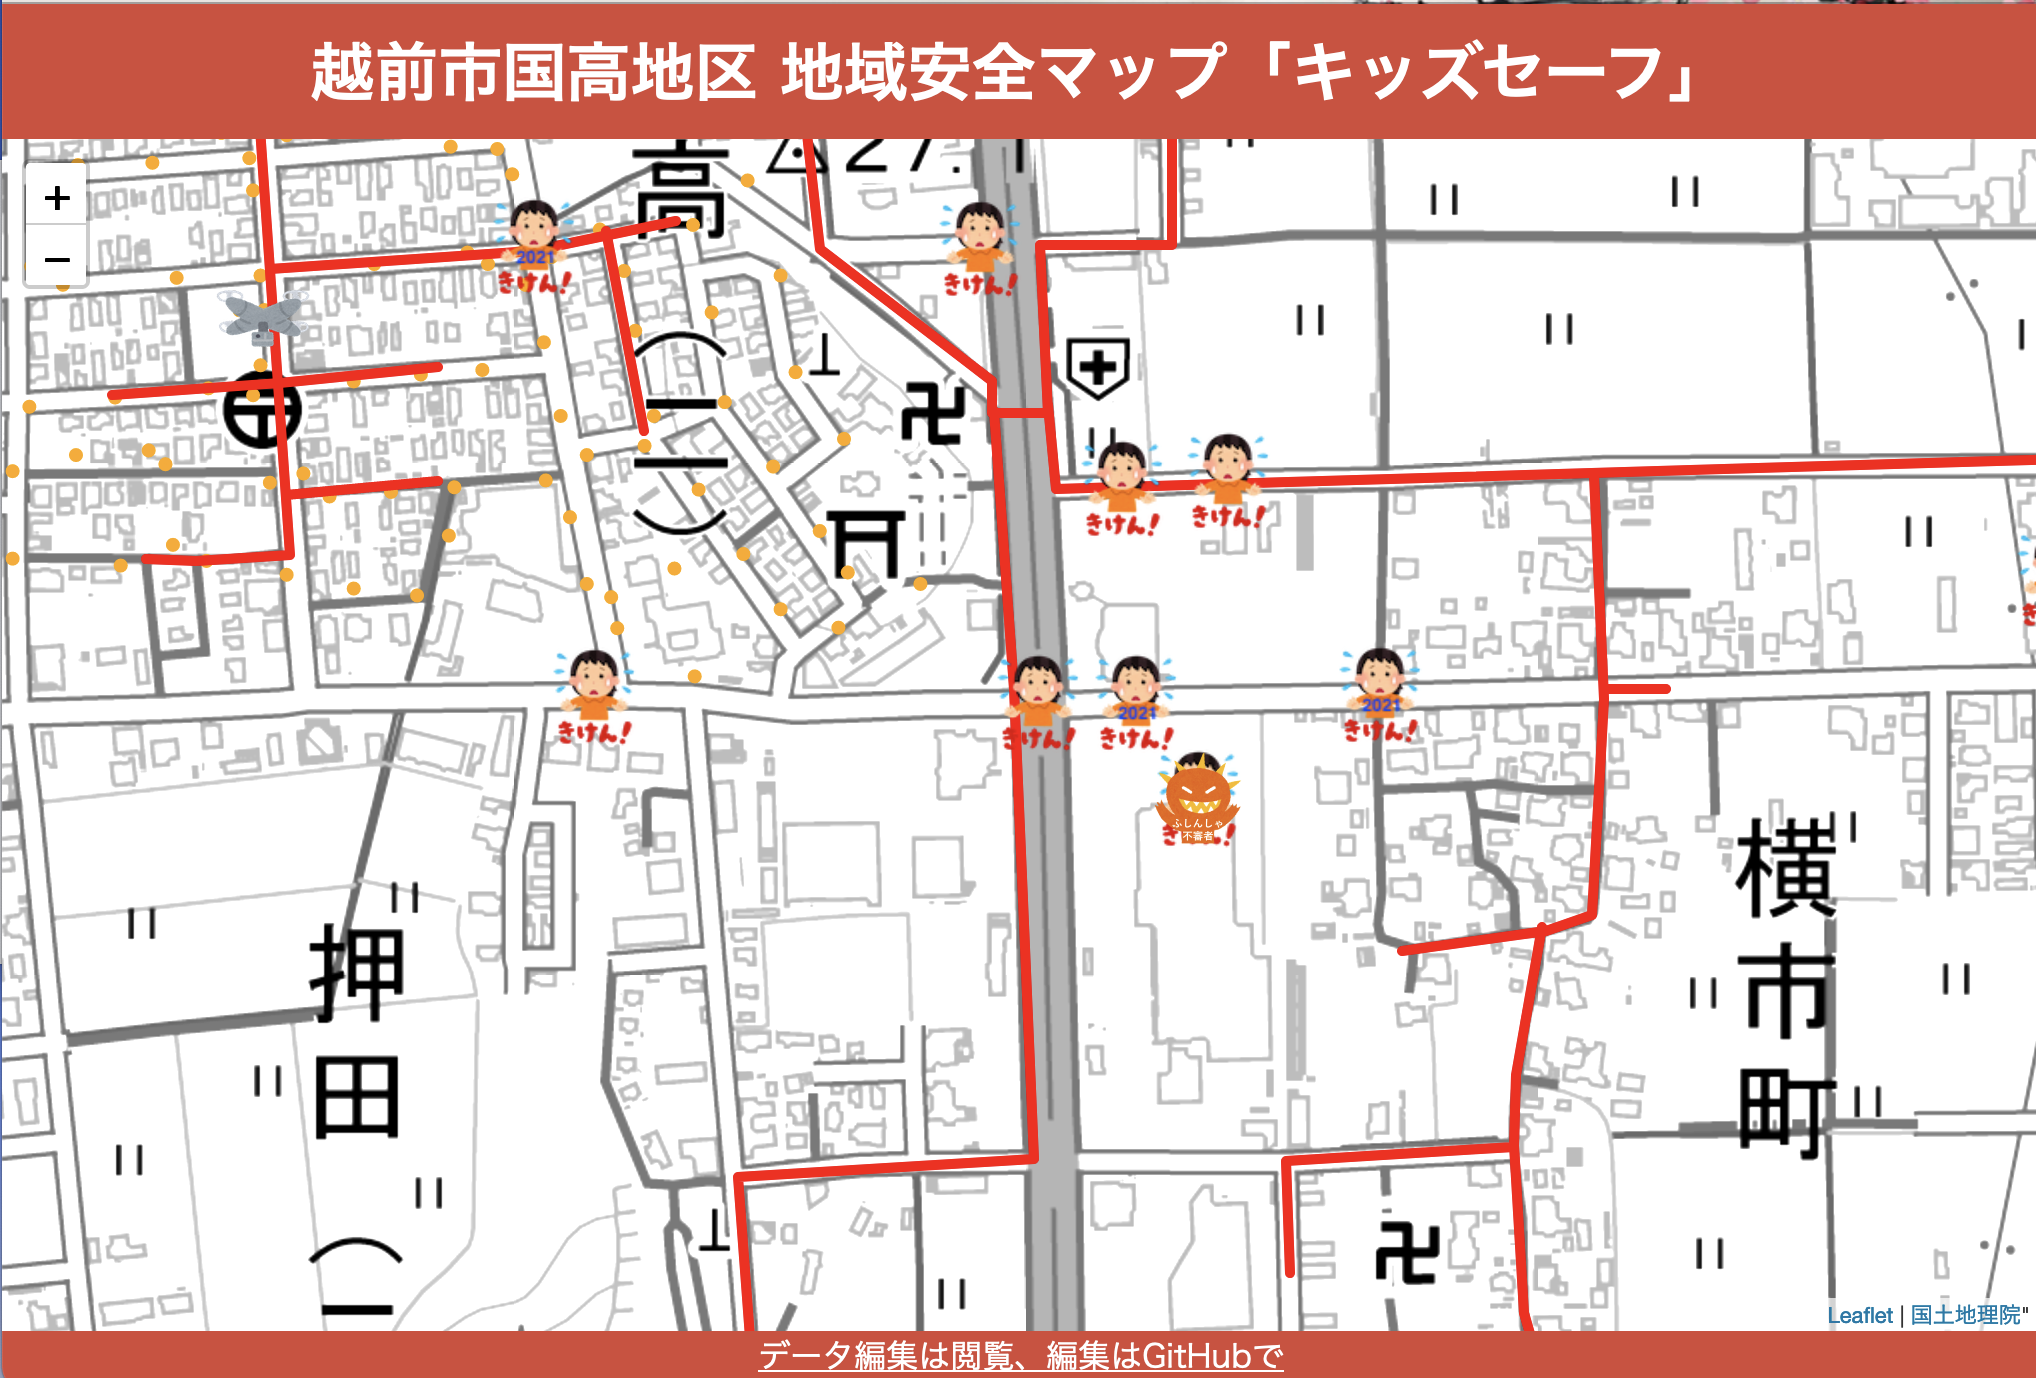 越前市国高地区 地域安全マップ「キッズセーフ」
+
−
高
27.1
2021
きけん!
きけん!
(二)
きけん!
きけん!
きけん!
きけん!
2021
きけん!
2021
きけん!
ふしんしゃ
不審者
横市町
押田(一
Leaflet | 国土地理院"
データ編集は閲覧、編集はGitHubで